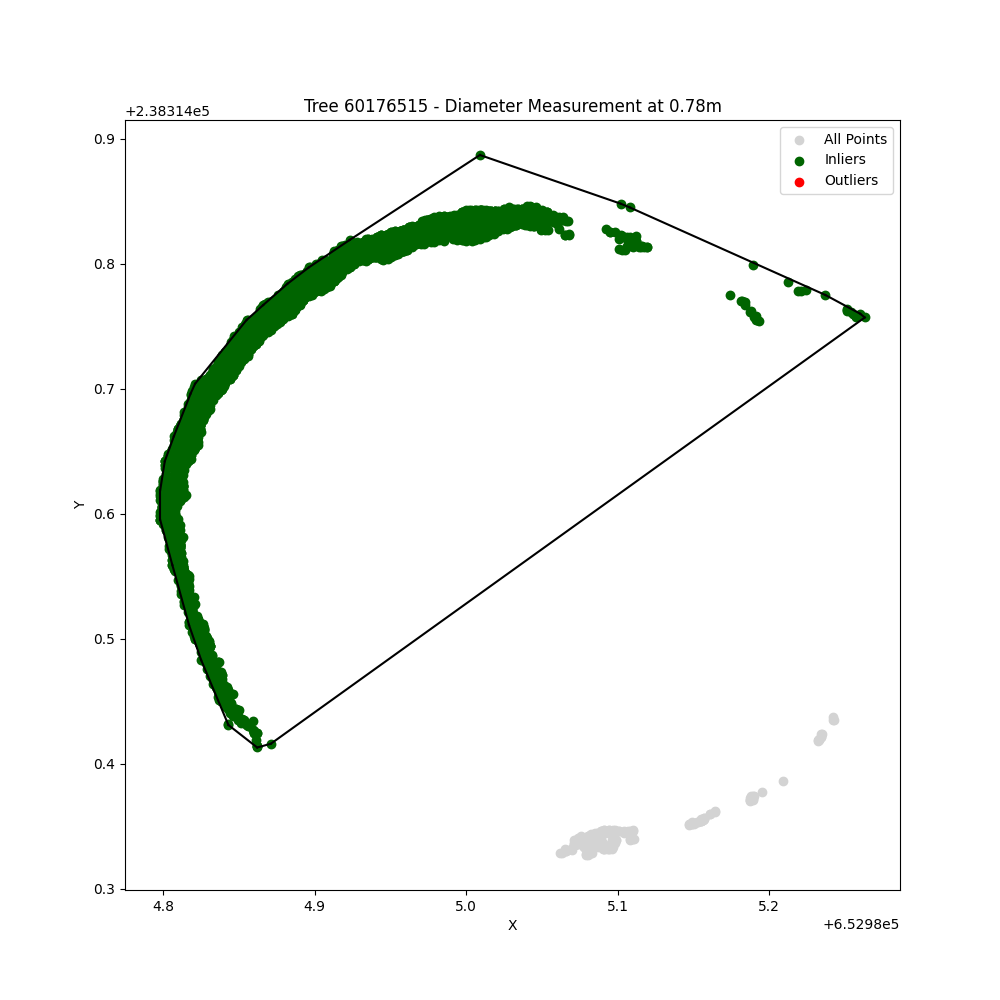 Tree 60176515 - Diameter Measurement at 0.78m
+2.38314e5
All Points
Inliers
Outliers
0.9
0.8
0.7
0.6
0.5
0.4
0.3
Y
4.8
4.9
5.0
5.1
5.2
X
+6.5298e5